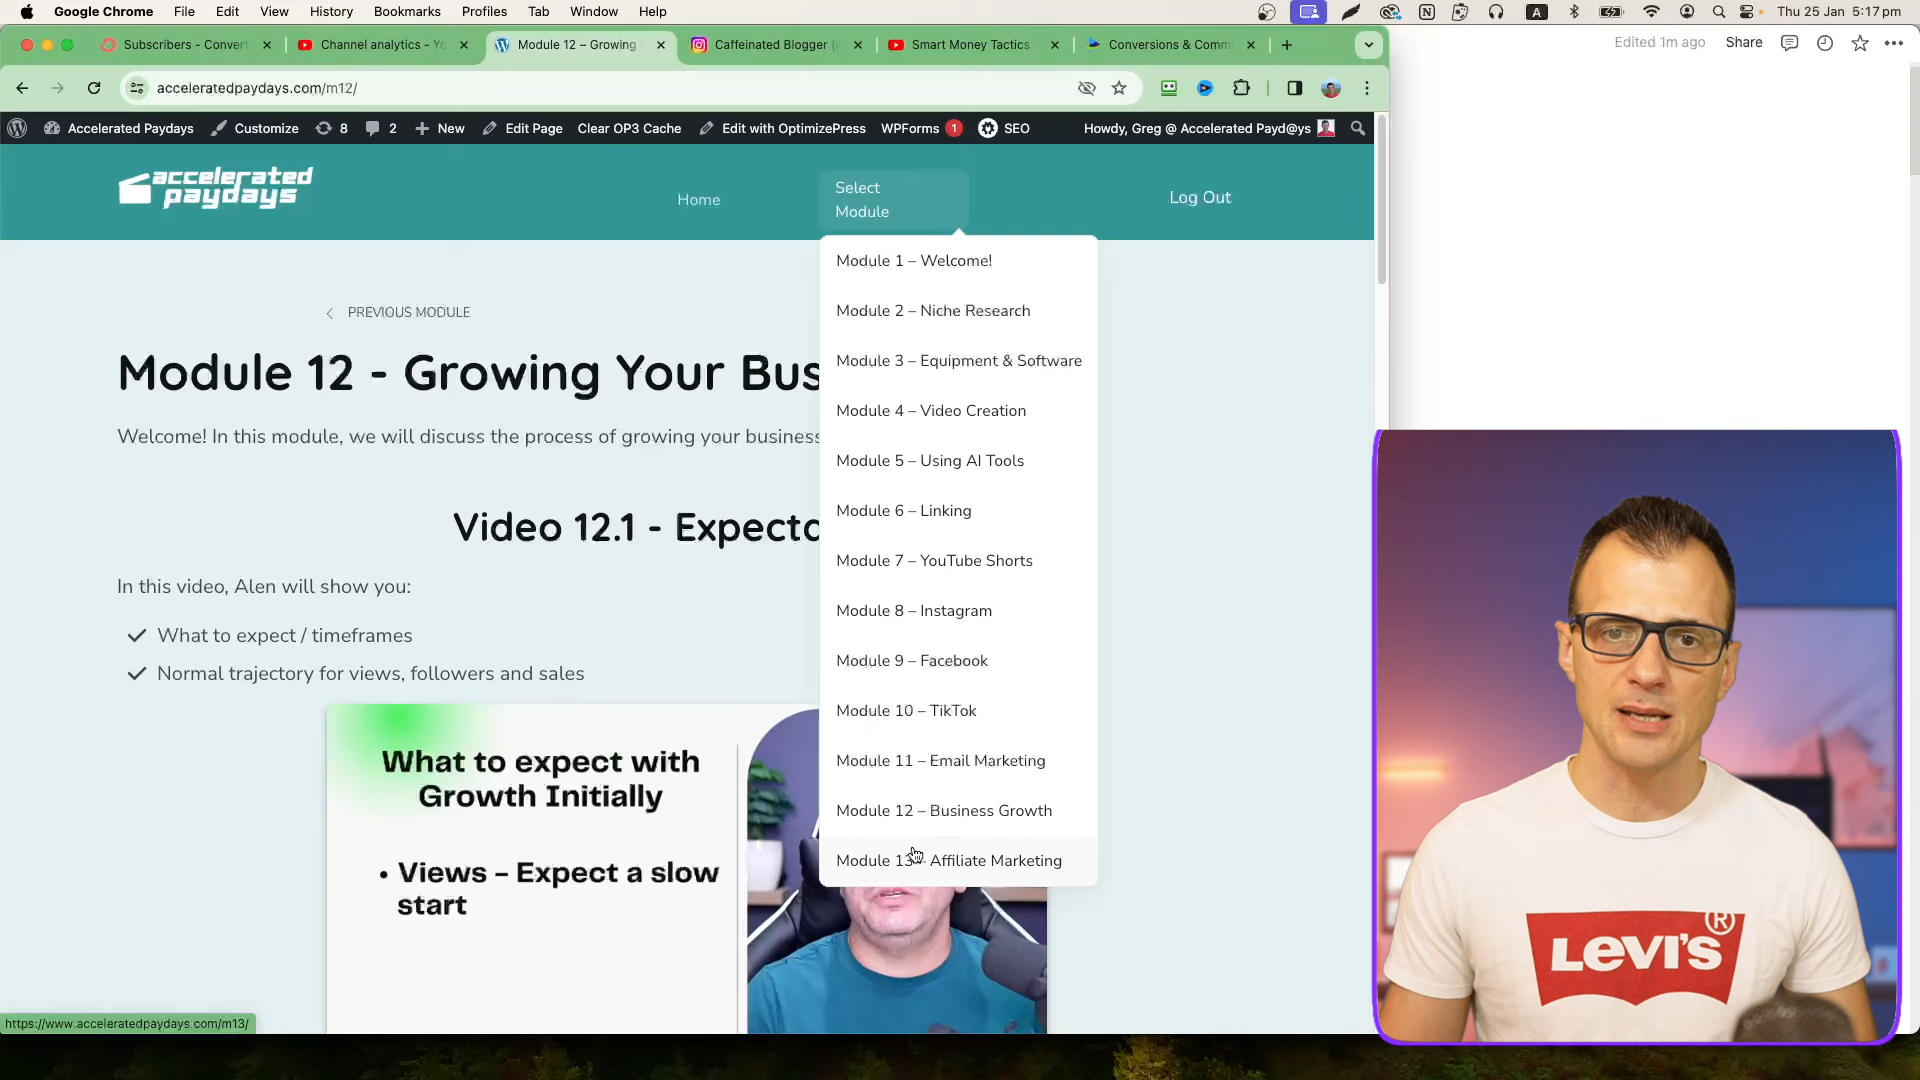 Google Chrome File Edit View History Bookmarks Profiles Tab Window Help
Thu 25 Jan 5:17 pm
Subscribers - Convert
Channel analytics - Yo
Module 12 – Growing
Caffeinated Blogger (
Smart Money Tactics
Conversions & Comm
Edited 1m ago
Share
acceleratedpaydays.com/m12/
Accelerated Paydays
Customize
8
2
New
Edit Page
Clear OP3 Cache
Edit with OptimizePress
WPForms 1
SEO
Howdy, Greg @ Accelerated Payd@ys
accelerated
paydays
Home
Select
Module
Log Out
Module 1 – Welcome!
Module 2 – Niche Research
Module 3 – Equipment & Software
Module 4 – Video Creation
Module 5 – Using AI Tools
Module 6 – Linking
Module 7 – YouTube Shorts
Module 8 – Instagram
Module 9 – Facebook
Module 10 – TikTok
Module 11 – Email Marketing
Module 12 – Business Growth
Module 13 – Affiliate Marketing
PREVIOUS MODULE
Module 12 - Growing Your Bus
Welcome! In this module, we will discuss the process of growing your business
Video 12.1 - Expecta
In this video, Alen will show you:
What to expect / timeframes
Normal trajectory for views, followers and sales
What to expect with
Growth Initially
• Views – Expect a slow
start
LEVI'S ®
https://www.acceleratedpaydays.com/m13/